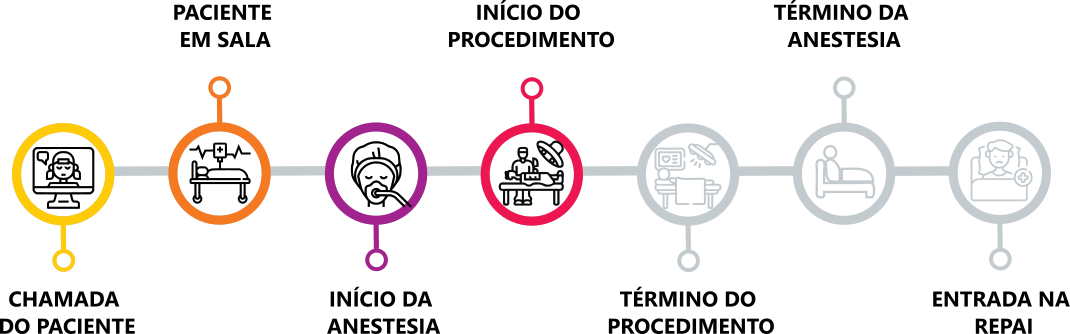 PACIENTE
EM SALA
INÍCIO DO
PROCEDIMENTO
TÉRMINO DA
ANESTESIA
CHAMADA
DO PACIENTE
INÍCIO DA
ANESTESIA
TÉRMINO DO
PROCEDIMENTO
ENTRADA NA
REPAI